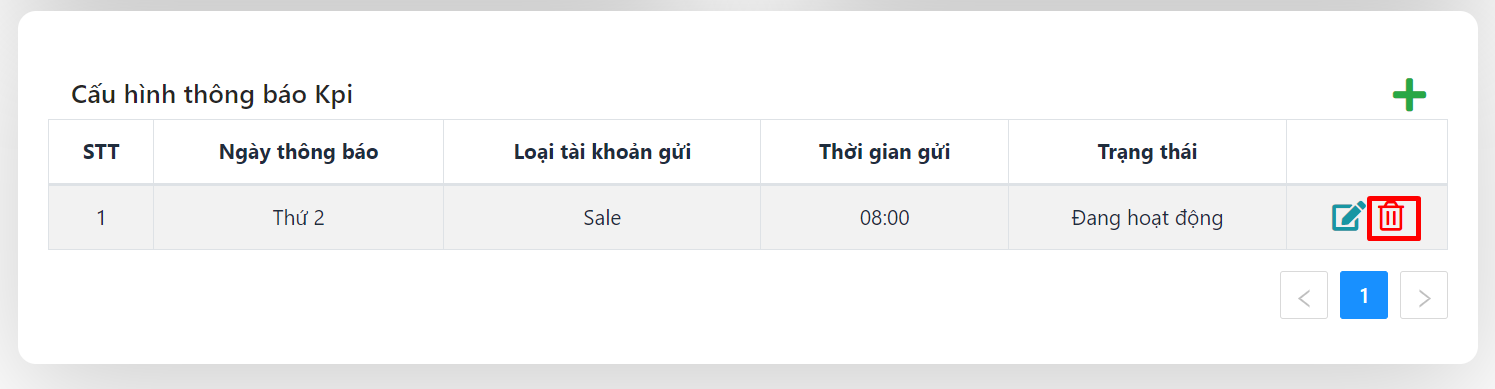 Cấu hình thông báo Kpi
STT Ngày thông báo Loại tài khoản gửi Thời gian gửi Trạng thái
1 Thứ 2 Sale 08:00 Đang hoạt động
1